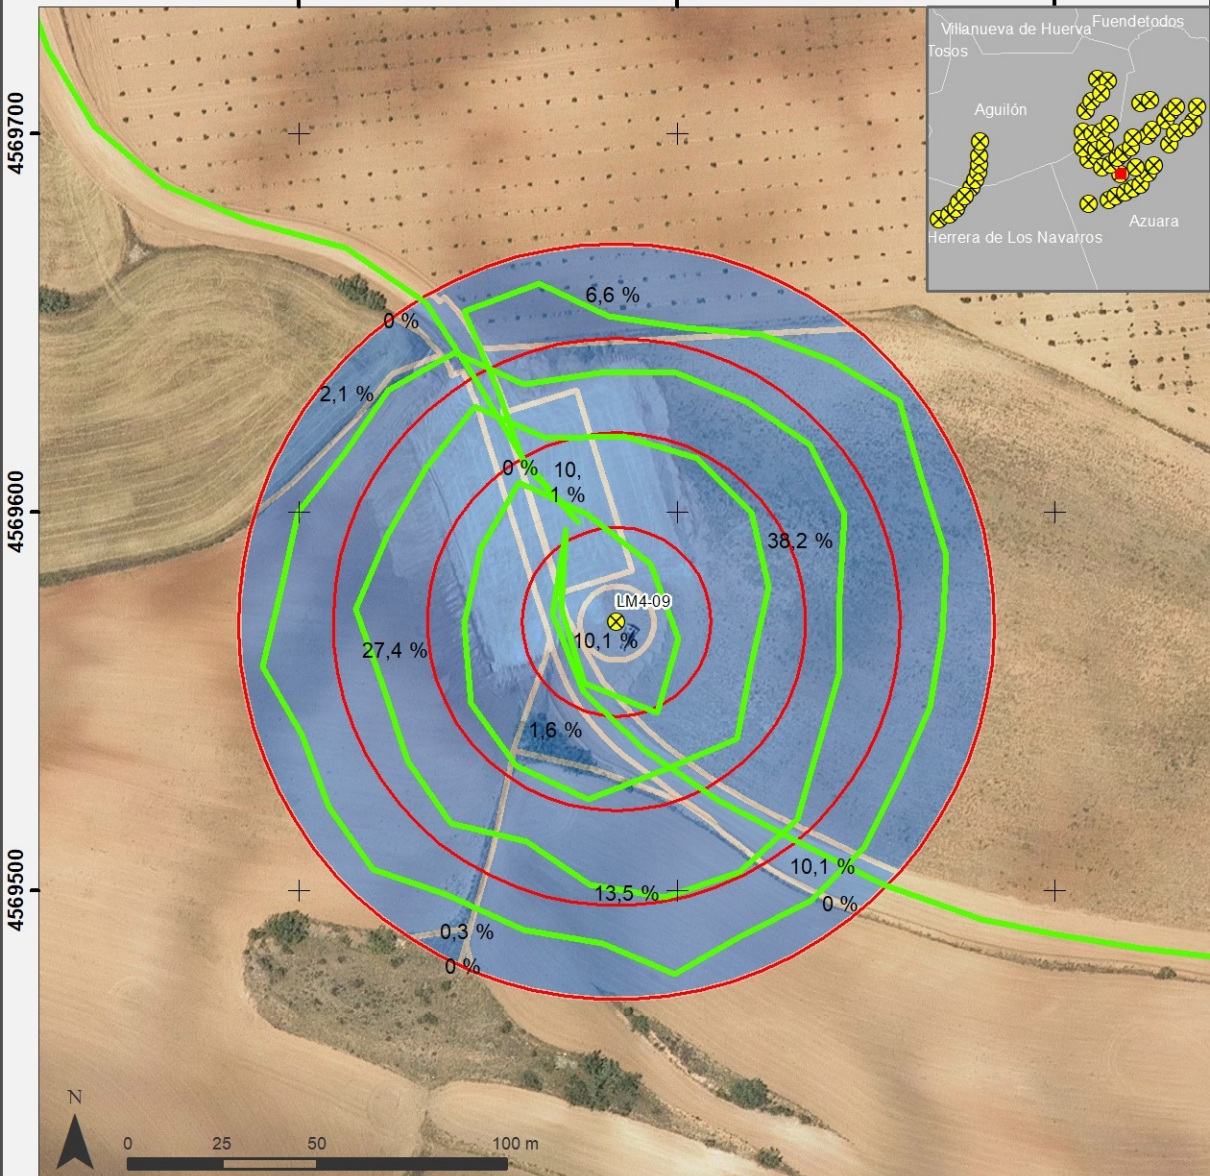 Villanueva de Huerva
Fuendetodos
Tosos
Aguilón
Azuara
Herrera de Los Navarros
4569700
4569600
4569500
6,6 %
0 %
2,1 %
0 %
10,
1 %
38,2 %
LM4-09
10,1 %
27,4 %
1,6 %
10,1 %
13,5 %
0 %
0,3 %
0 %
N
0 25 50 100 m